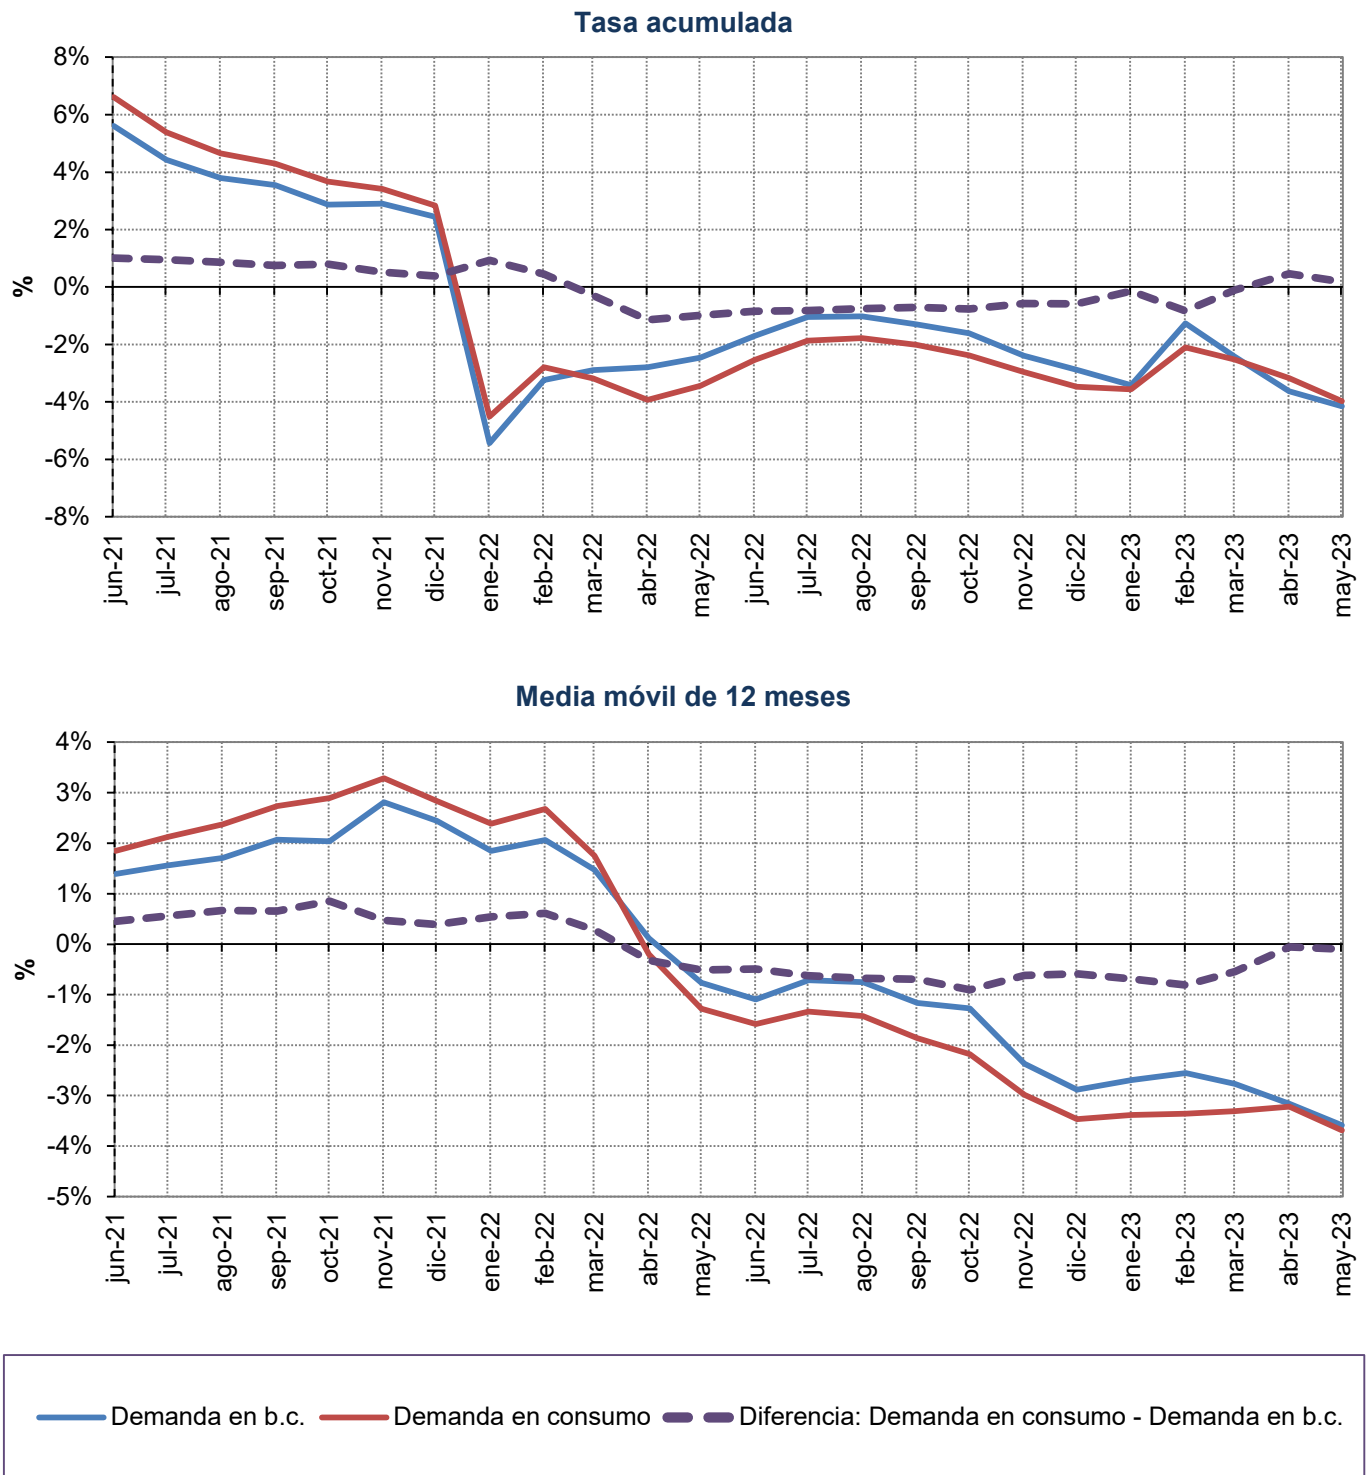 Tasa acumulada
8%
6%
4%
2%
0%
-2%
-4%
-6%
-8%
%
jun-21
jul-21
ago-21
sep-21
oct-21
nov-21
dic-21
ene-22
feb-22
mar-22
abr-22
may-22
jun-22
jul-22
ago-22
sep-22
oct-22
nov-22
dic-22
ene-23
feb-23
mar-23
abr-23
may-23
Media móvil de 12 meses
4%
3%
2%
1%
0%
-1%
-2%
-3%
-4%
-5%
%
jun-21
jul-21
ago-21
sep-21
oct-21
nov-21
dic-21
ene-22
feb-22
mar-22
abr-22
may-22
jun-22
jul-22
ago-22
sep-22
oct-22
nov-22
dic-22
ene-23
feb-23
mar-23
abr-23
may-23
Demanda en b.c. Demanda en consumo Diferencia: Demanda en consumo - Demanda en b.c.